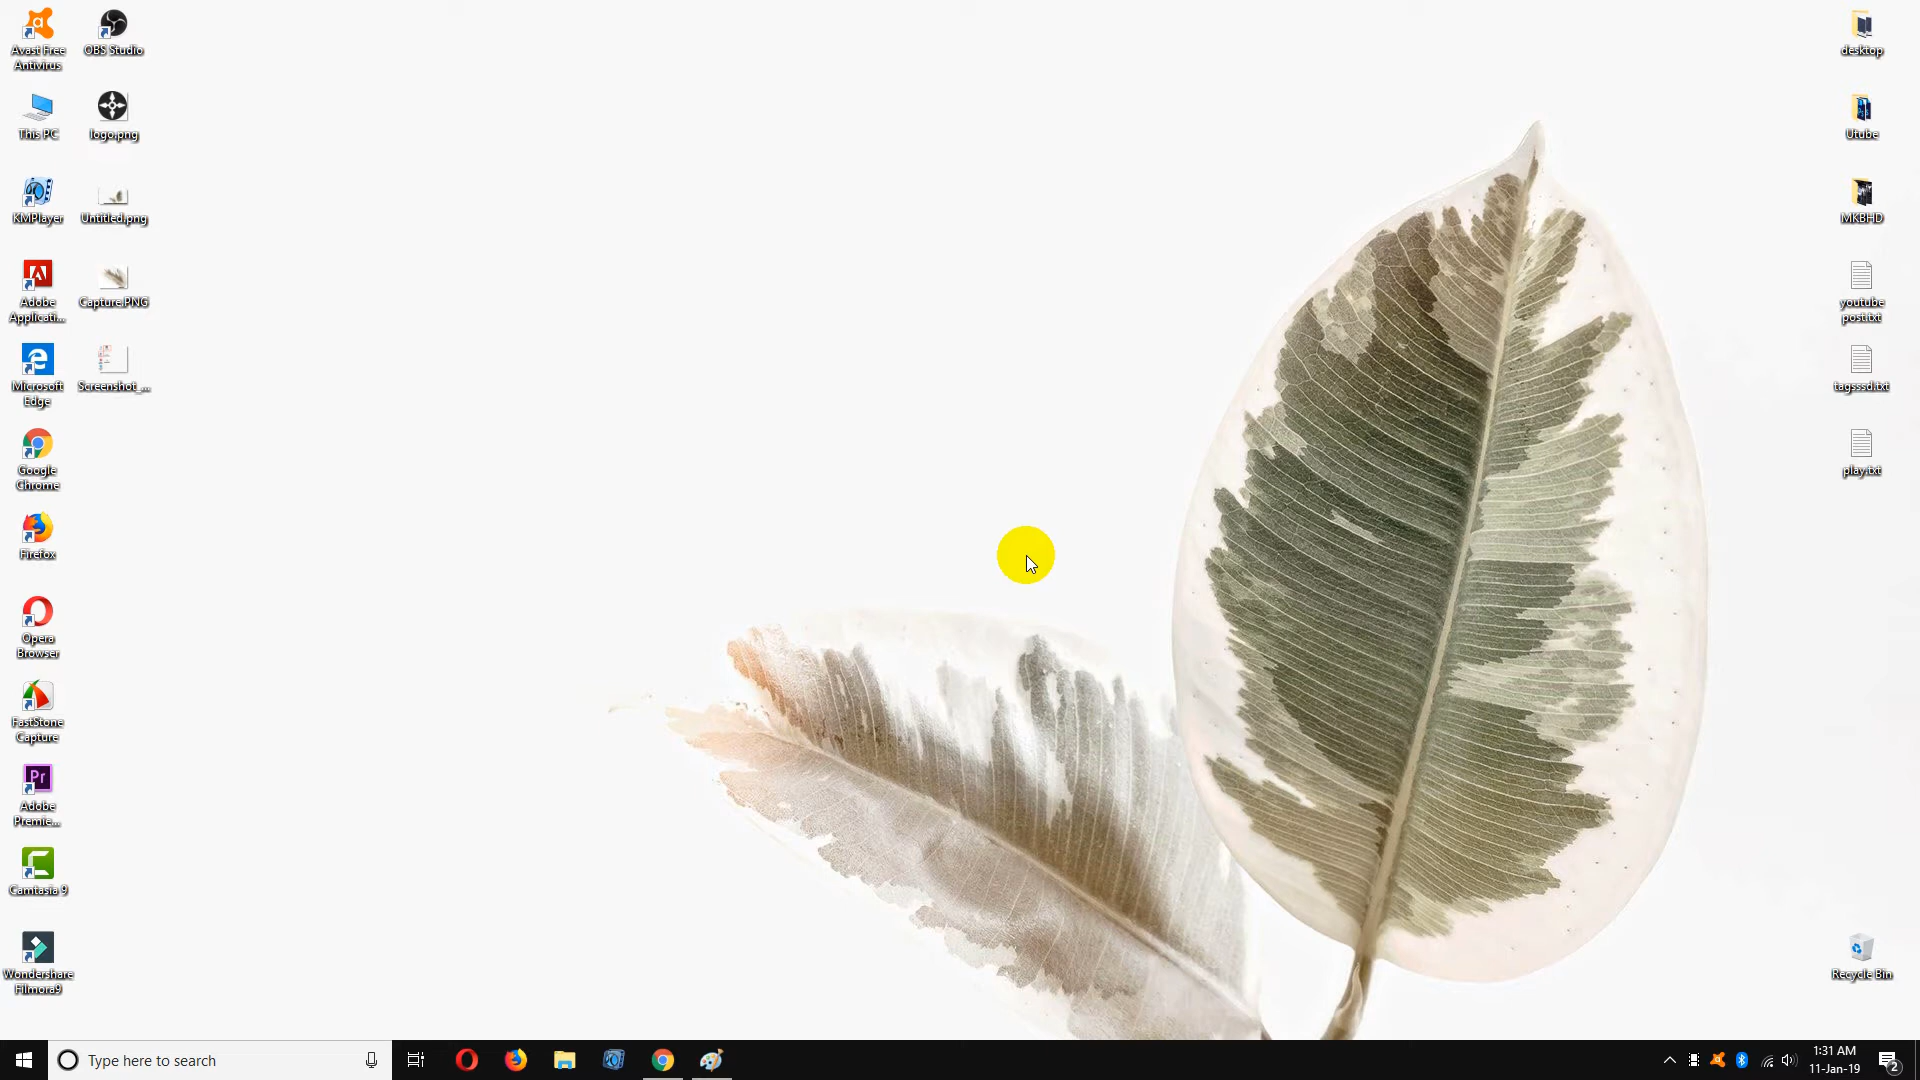 Avast Free
Antivirus
OBS Studio
This PC
logo.png
KMPlayer
Untitled.png
Adobe
Applicati...
Capture.PNG
Microsoft
Edge
Screenshot_...
Google
Chrome
Firefox
Opera
Browser
FastStone
Capture
Pr
Adobe
Premie...
Camtasia 9
Wondershare
Filmora9
desktop
Utube
MKBHD
youtube
post.txt
tagsssd.txt
play.txt
Recycle Bin
Type here to search
1:31 AM
11-Jan-19
2